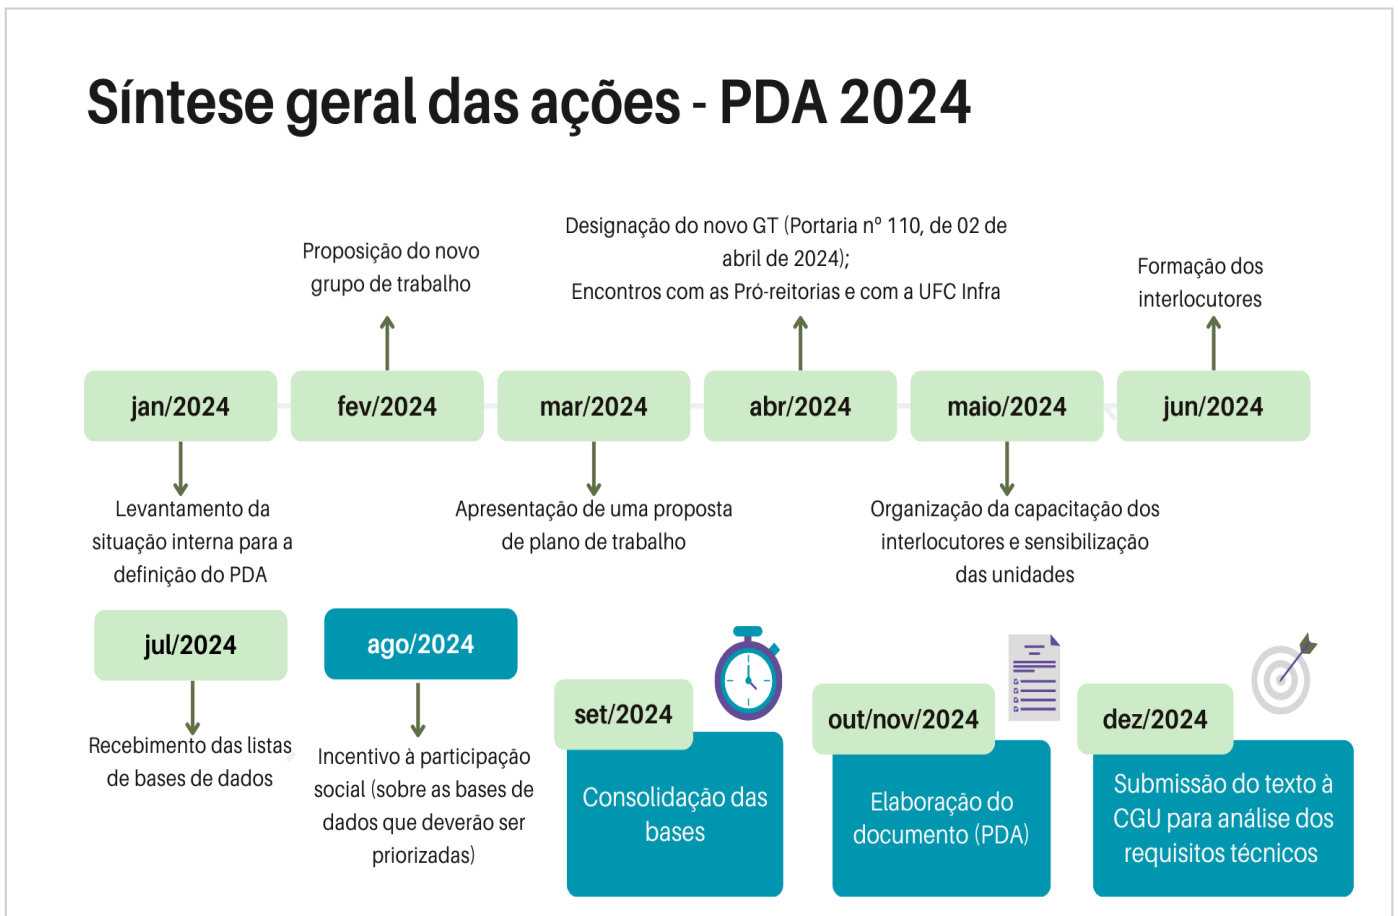 Síntese geral das ações - PDA 2024
Proposição do novo
grupo de trabalho
Designação do novo GT (Portaria nº 110, de 02 de
abril de 2024);
Encontros com as Pró-reitorias e com a UFC Infra
Formação dos
interlocutores
jan/2024
fev/2024
mar/2024
abr/2024
maio/2024
jun/2024
Levantamento da
situação interna para a
definição do PDA
Apresentação de uma proposta
de plano de trabalho
Organização da capacitação dos
interlocutores e sensibilização
das unidades
jul/2024
Recebimento das listas
de bases de dados
ago/2024
Incentivo à participação
social (sobre as bases de
dados que deverão ser
priorizadas)
set/2024
Consolidação das
bases
out/nov/2024
Elaboração do
documento (PDA)
dez/2024
Submissão do texto à
CGU para análise dos
requisitos técnicos